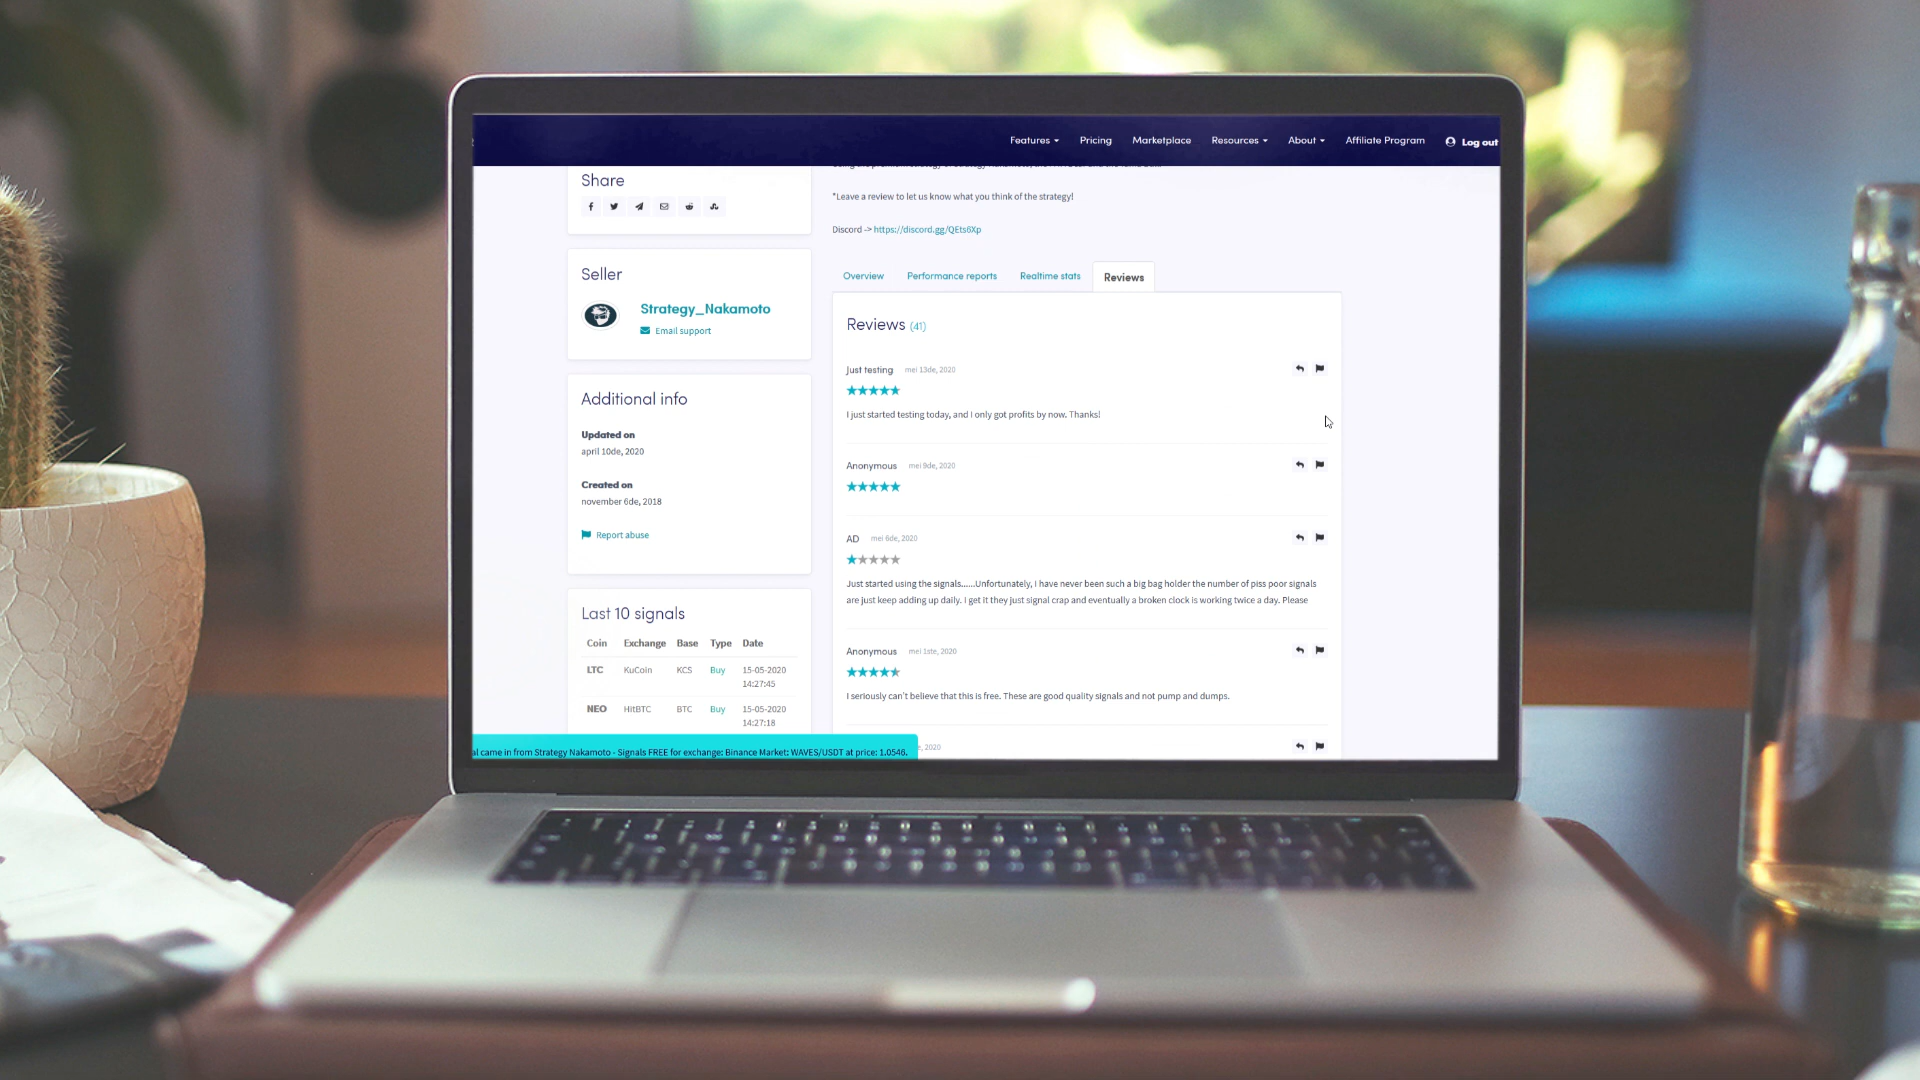 Features Pricing Marketplace Resources About Affiliate Program Log out
Share
*Leave a review to let us know what you think of the strategy!
Discord -> https://discord.gg/QEts6Xp
Seller
Strategy_Nakamoto
Email support
Overview Performance reports Realtime stats Reviews
Additional info
Updated on
april 10de, 2020
Created on
november 6de, 2018
Report abuse
Last 10 signals
Coin Exchange Base Type Date
LTC KuCoin KCS Buy 15-05-2020
14:27:45
NEO HitBTC BTC Buy 15-05-2020
14:27:18
Reviews (41)
Just testing mei 13de, 2020
I just started testing today, and I only got profits by now. Thanks!
Anonymous mei 9de, 2020
AD mei 6de, 2020
Just started using the signals......Unfortunately, I have never been such a big bag holder the number of piss poor signals
are just keep adding up daily. I get it they just signal crap and eventually a broken clock is working twice a day. Please
Anonymous mei 1ste, 2020
I seriously can't believe that this is free. These are good quality signals and not pump and dumps.
, 2020
came in from Strategy Nakamoto - Signals FREE for exchange: Binance Market: WAVES/USDT at price: 1.0546.